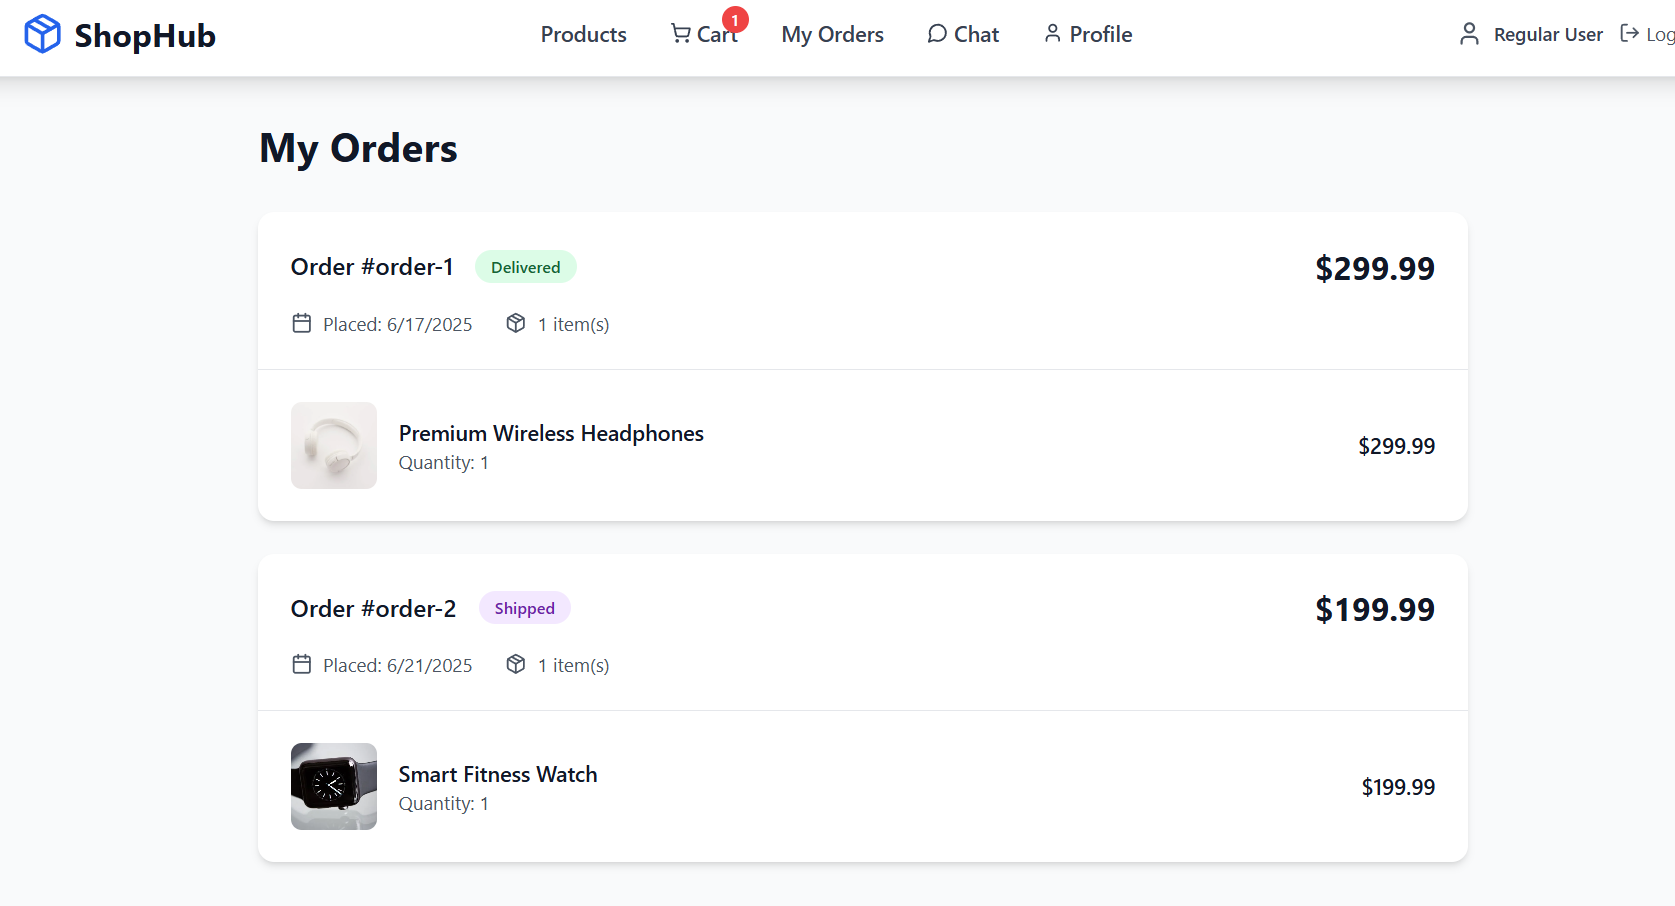 ShopHub
Products
Cart
1
My Orders
Chat
Profile
Regular User
Log
My Orders
Order #order-1
Delivered
$299.99
Placed: 6/17/2025
1 item(s)
Premium Wireless Headphones
Quantity: 1
$299.99
Order #order-2
Shipped
$199.99
Placed: 6/21/2025
1 item(s)
Smart Fitness Watch
Quantity: 1
$199.99